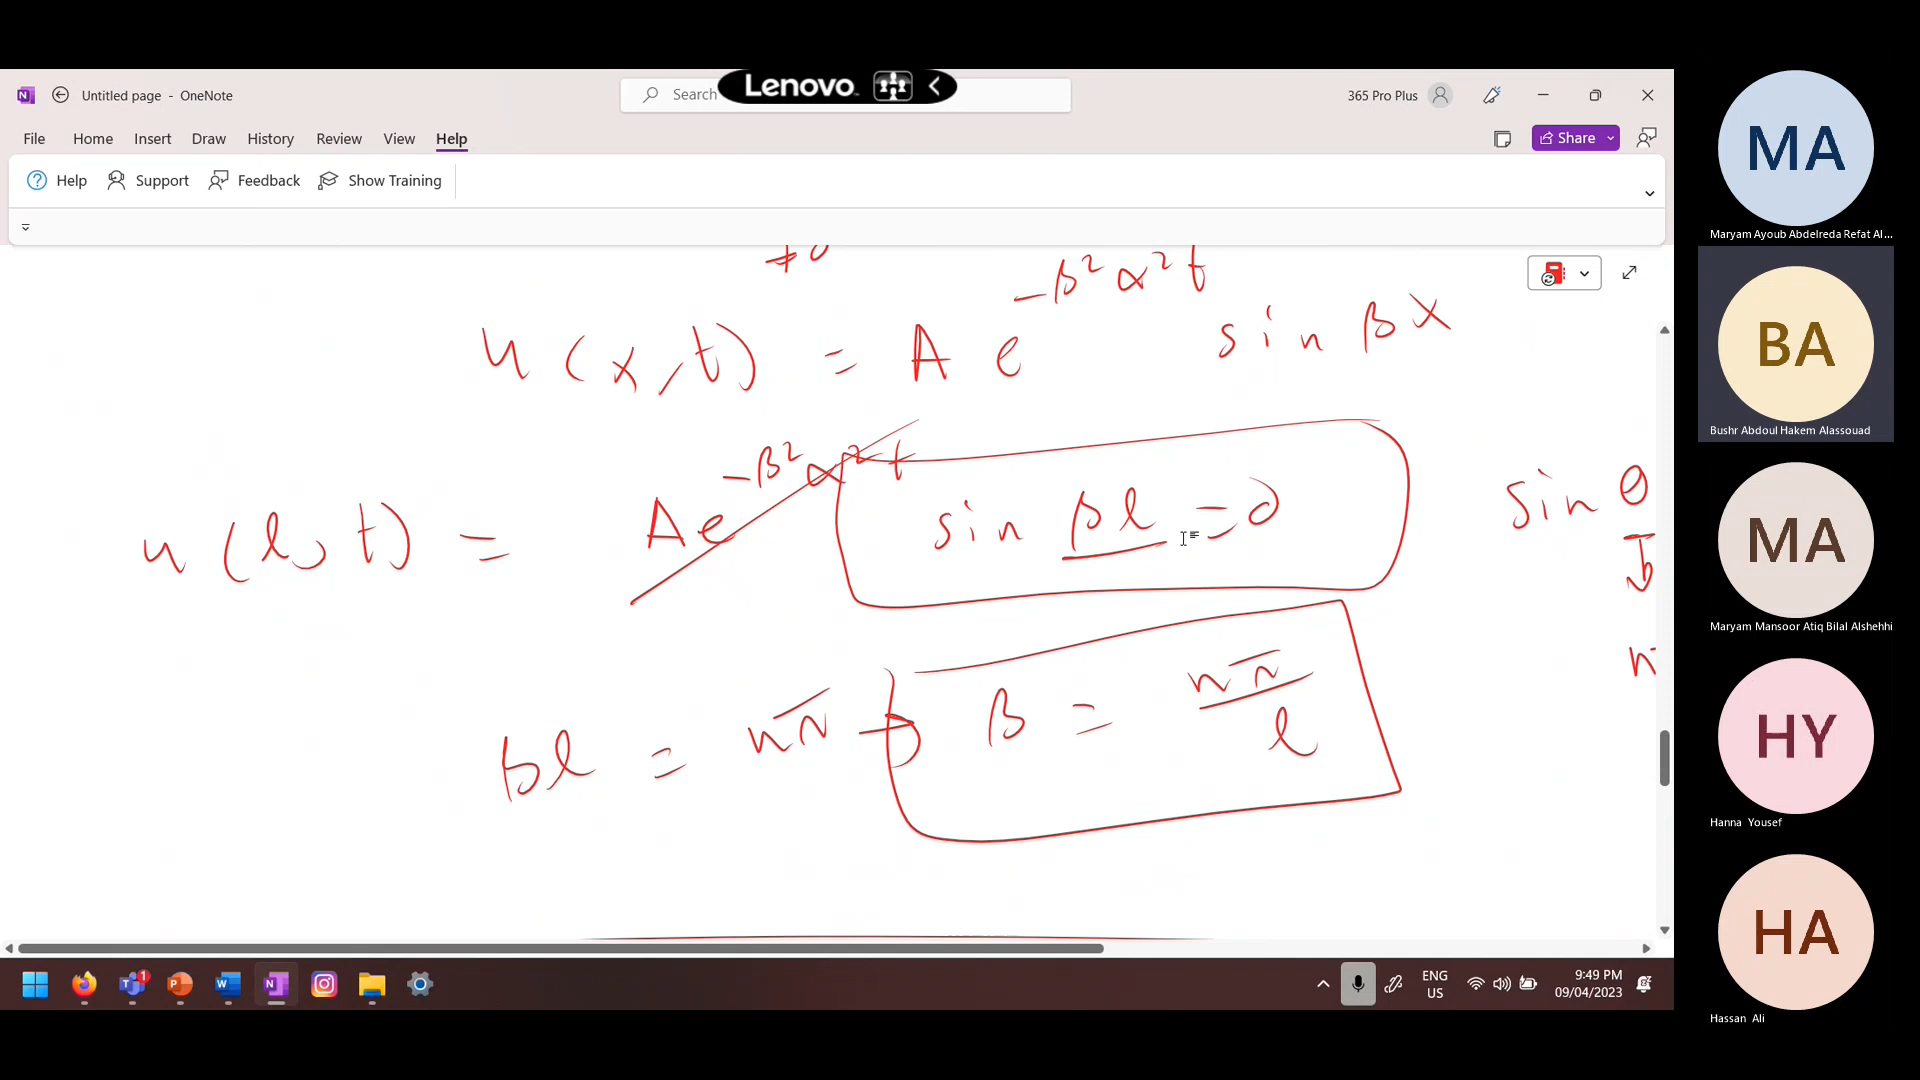 Lenovo
Untitled page - OneNote
Search
365 Pro Plus
File Home Insert Draw History Review View Help
Share
Help Support Feedback Show Training
≠0
u(x,t) = A e^{-β²α²t} sin βx
u(l,t) = A e^{-β²α²t} sin βl = 0
sin θ
βl = nπ → β = nπ/l
n
MA
Maryam Ayoub Abdelreda Refat Al...
BA
Bushr Abdoul Hakem Alassouad
MA
Maryam Mansoor Atiq Bilal Alshehhi
HY
Hanna Yousef
HA
Hassan Ali
1
ENG
US
9:49 PM
09/04/2023